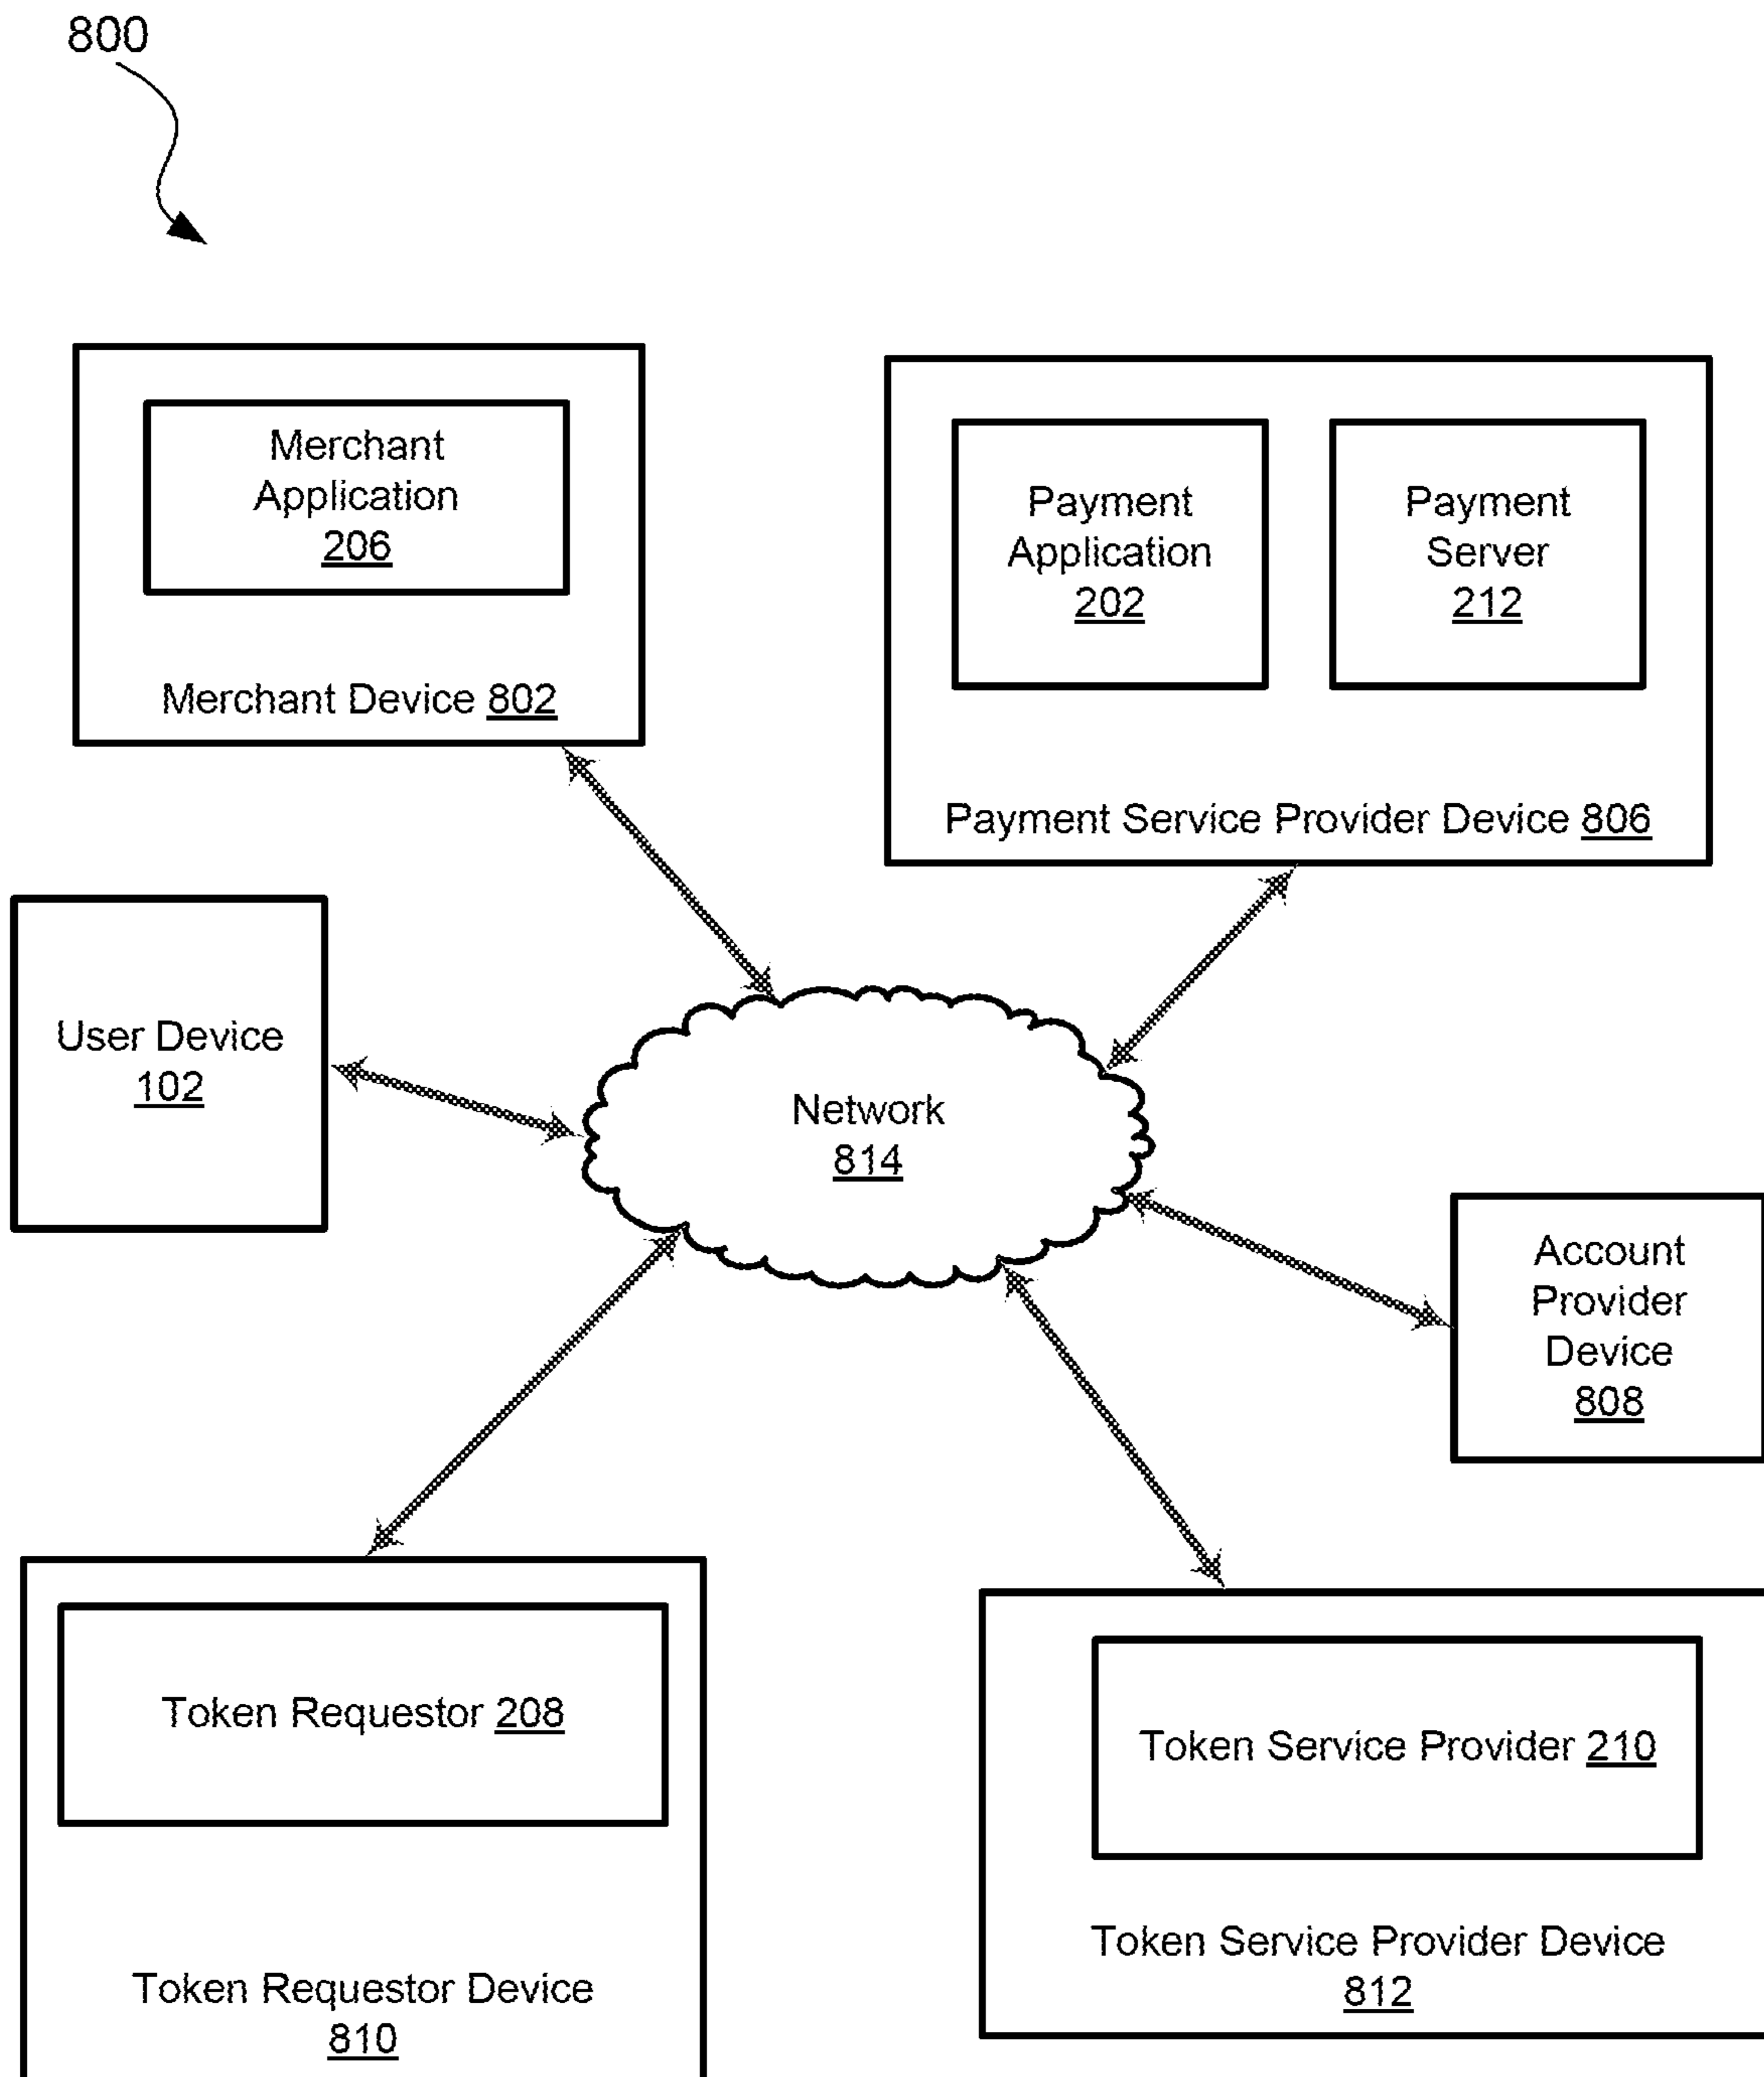 800
Merchant
Application
206
Merchant Device 802
Payment
Application
202
Payment
Server
212
Payment Service Provider Device 806
User Device
102
Network
814
Account
Provider
Device
808
Token Requestor 208
Token Requestor Device
810
Token Service Provider 210
Token Service Provider Device
812